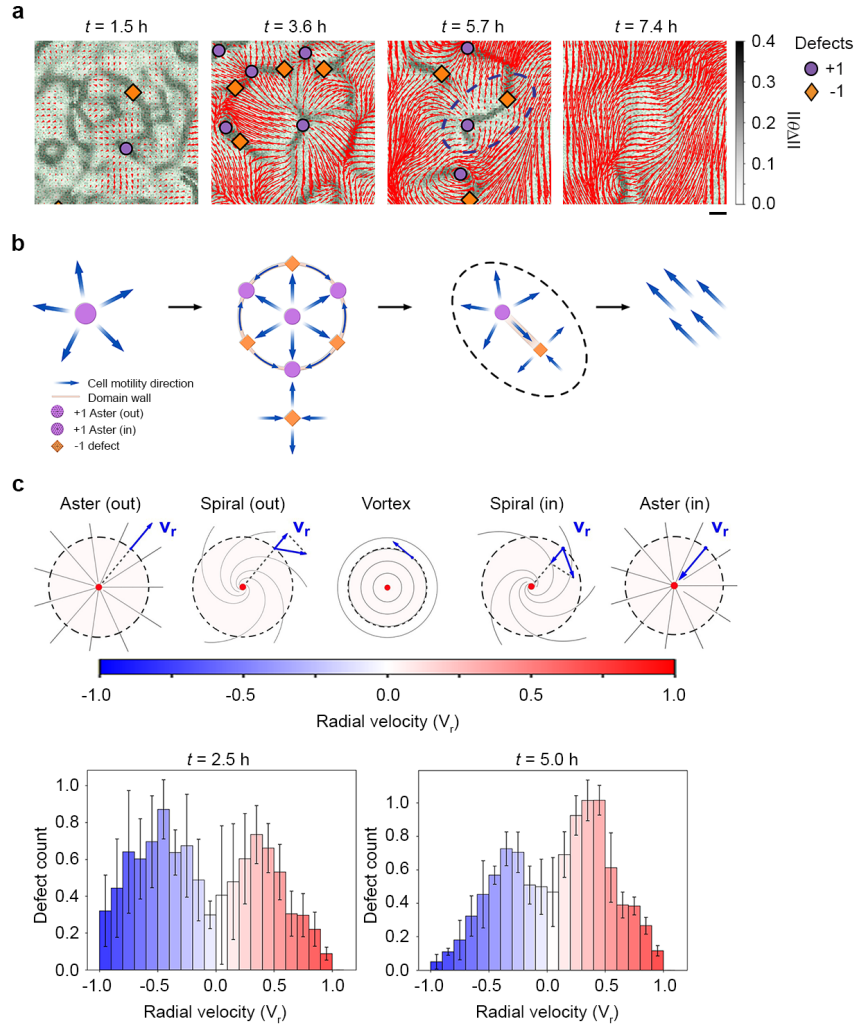 a
t = 1.5 h
t = 3.6 h
t = 5.7 h
t = 7.4 h
Defects
+1
-1
0.4
0.3
0.2
0.1
0.0
||θΔ||
b
Cell motility direction
Domain wall
+1 Aster (out)
+1 Aster (in)
-1 defect
c
Aster (out)
Spiral (out)
Vortex
Spiral (in)
Aster (in)
vr
vr
vr
vr
-1.0
-0.5
0.0
0.5
1.0
Radial velocity (Vr)
t = 2.5 h
Defect count
1.0
0.8
0.6
0.4
0.2
0.0
-1.0
-0.5
0.0
0.5
1.0
Radial velocity (Vr)
t = 5.0 h
Defect count
1.0
0.8
0.6
0.4
0.2
0.0
-1.0
-0.5
0.0
0.5
1.0
Radial velocity (Vr)